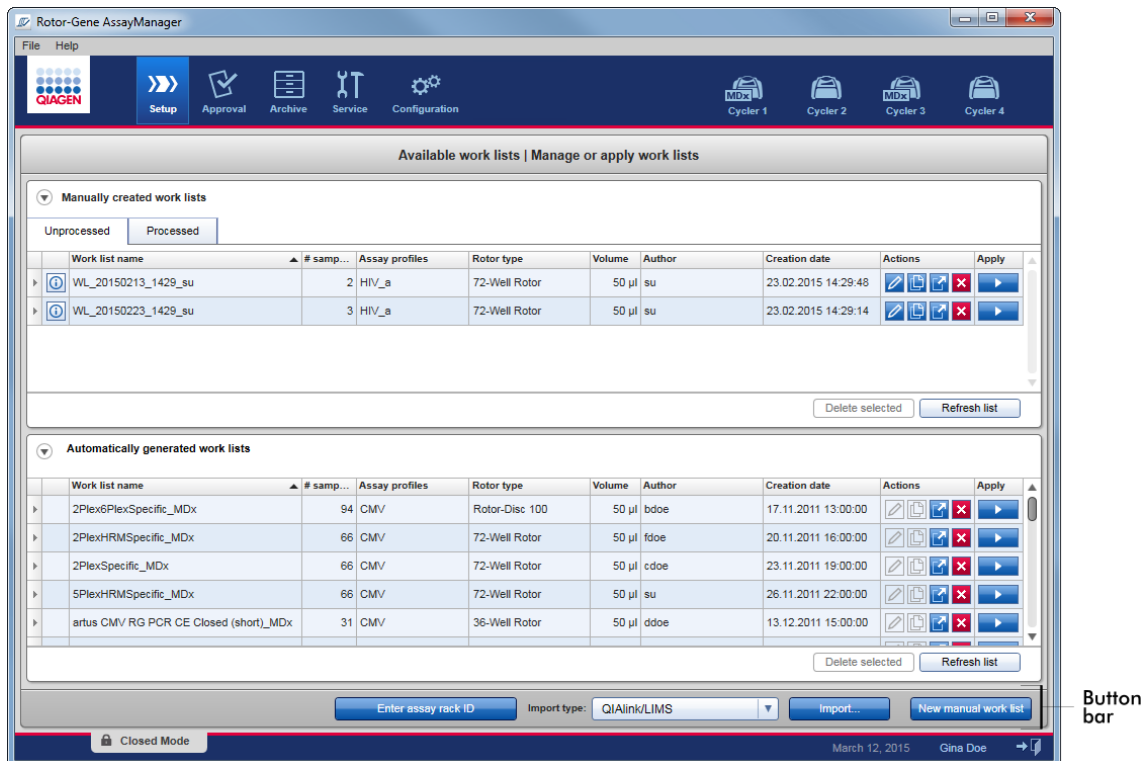 Rotor-Gene AssayManager
File Help
QIAGEN
Setup Approval Archive Service Configuration MDx Cycler 1 Cycler 2 MDx Cycler 3 Cycler 4
Available work lists | Manage or apply work lists
Manually created work lists
Unprocessed Processed
Work list name # samp... Assay profiles Rotor type Volume Author Creation date Actions Apply
WL_20150213_1429_su 2 HIV_a 72-Well Rotor 50 µl su 23.02.2015 14:29:48
WL_20150223_1429_su 3 HIV_a 72-Well Rotor 50 µl su 23.02.2015 14:29:14
Delete selected Refresh list
Automatically generated work lists
Work list name # samp... Assay profiles Rotor type Volume Author Creation date Actions Apply
2Plex6PlexSpecific_MDx 94 CMV Rotor-Disc 100 50 µl bdoe 17.11.2011 13:00:00
2PlexHRMSpecific_MDx 66 CMV 72-Well Rotor 50 µl fdoe 20.11.2011 16:00:00
2PlexSpecific_MDx 66 CMV 72-Well Rotor 50 µl cdoe 23.11.2011 19:00:00
5PlexHRMSpecific_MDx 66 CMV 72-Well Rotor 50 µl su 26.11.2011 22:00:00
artus CMV RG PCR CE Closed (short)_MDx 31 CMV 36-Well Rotor 50 µl ddoe 13.12.2011 15:00:00
Delete selected Refresh list
Enter assay rack ID Import type: QIAlink/LIMS Import... New manual work list
Button
bar
Closed Mode March 12, 2015 Gina Doe